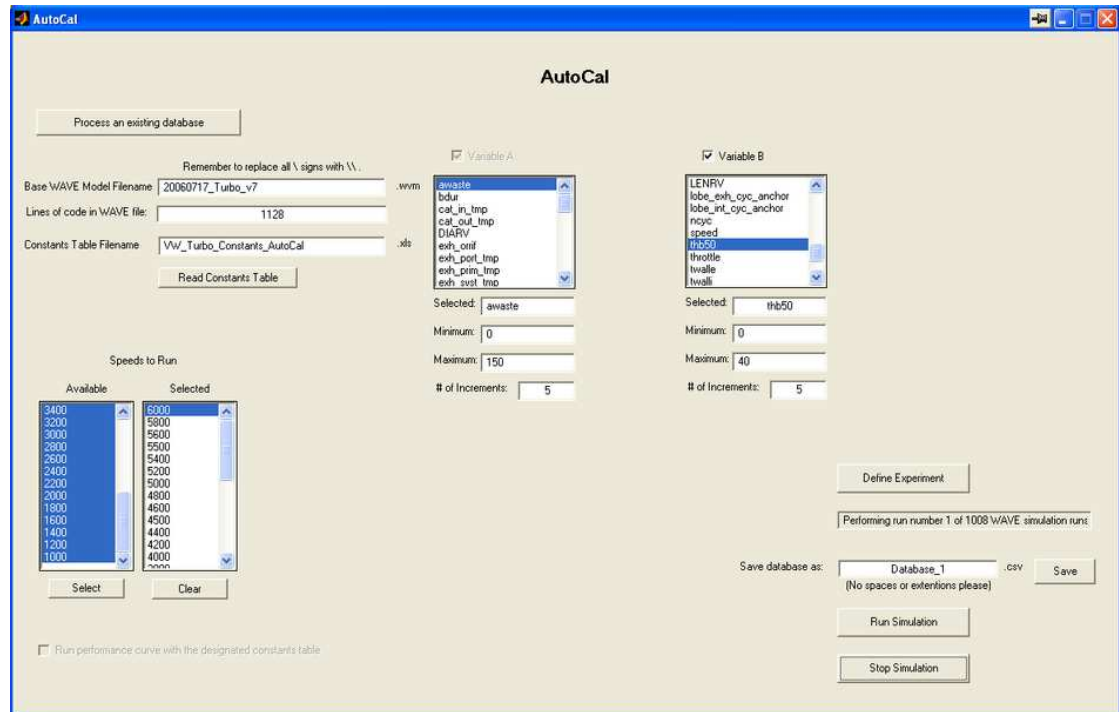 AutoCal
AutoCal
Process an existing database
Remember to replace all \ signs with \\ .
Base WAVE Model Filename 20060717_Turbo_v7 .wvm
Lines of code in WAVE file: 1128
Constants Table Filename VW_Turbo_Constants_AutoCal .xls
Read Constants Table
Variable A
awaste
bdur
cat_in_tmp
cat_out_tmp
DIARV
exh_orrif
exh_port_tmp
exh_prim_tmp
exh_syst_tmp
Selected: awaste
Minimum: 0
Maximum: 150
# of Increments: 5
Variable B
LENRV
lobe_exh_cyc_anchor
lobe_int_cyc_anchor
ncyc
speed
thb50
throttle
twalle
twalli
Selected: thb50
Minimum: 0
Maximum: 40
# of Increments: 5
Speeds to Run
Available
3400
3200
3000
2800
2600
2400
2200
2000
1800
1600
1400
1200
1000
Select
Selected
6000
5800
5600
5500
5400
5200
5000
4800
4600
4500
4400
4200
4000
Clear
Run performance curve with the designated constants table
Define Experiment
Performing run number 1 of 1008 WAVE simulation runs
Save database as: Database_1 .csv Save
(No spaces or extentions please)
Run Simulation
Stop Simulation